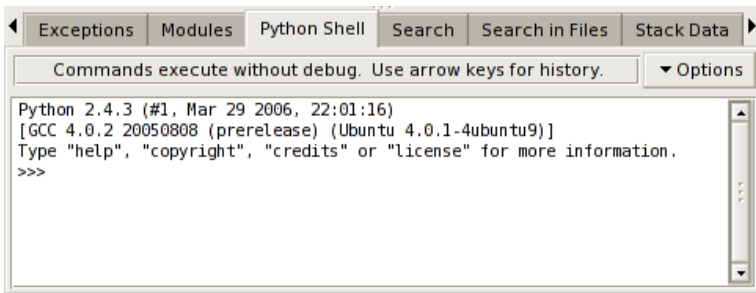 Exceptions Modules Python Shell Search Search in Files Stack Data
Commands execute without debug. Use arrow keys for history. Options
Python 2.4.3 (#1, Mar 29 2006, 22:01:16)
[GCC 4.0.2 20050808 (prerelease) (Ubuntu 4.0.1-4ubuntu9)]
Type "help", "copyright", "credits" or "license" for more information.
>>>